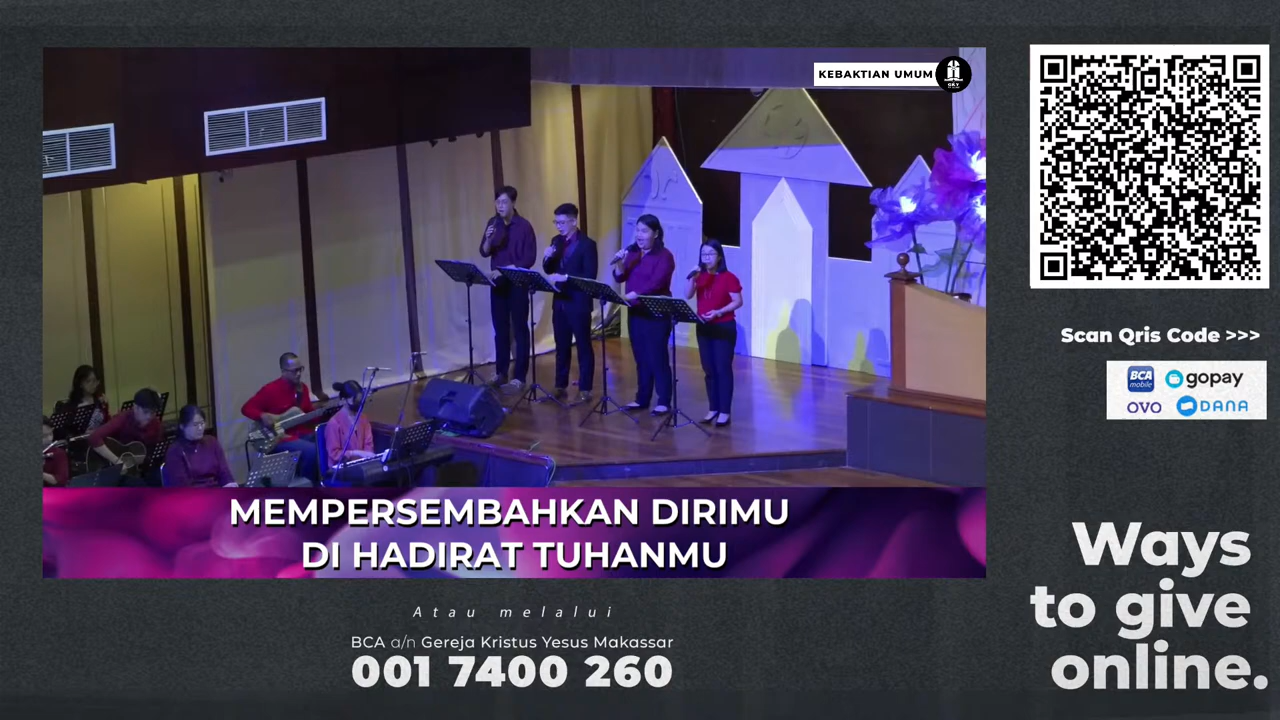 KEBAKTIAN UMUM
GKY
MEMPERSEMBAHKAN DIRIMU
DI HADIRAT TUHANMU
Atau melalui
BCA a/n Gereja Kristus Yesus Makassar
001 7400 260
Scan Qris Code >>>
BCA
mobile
gopay
OVO
DANA
Ways
to give
online.